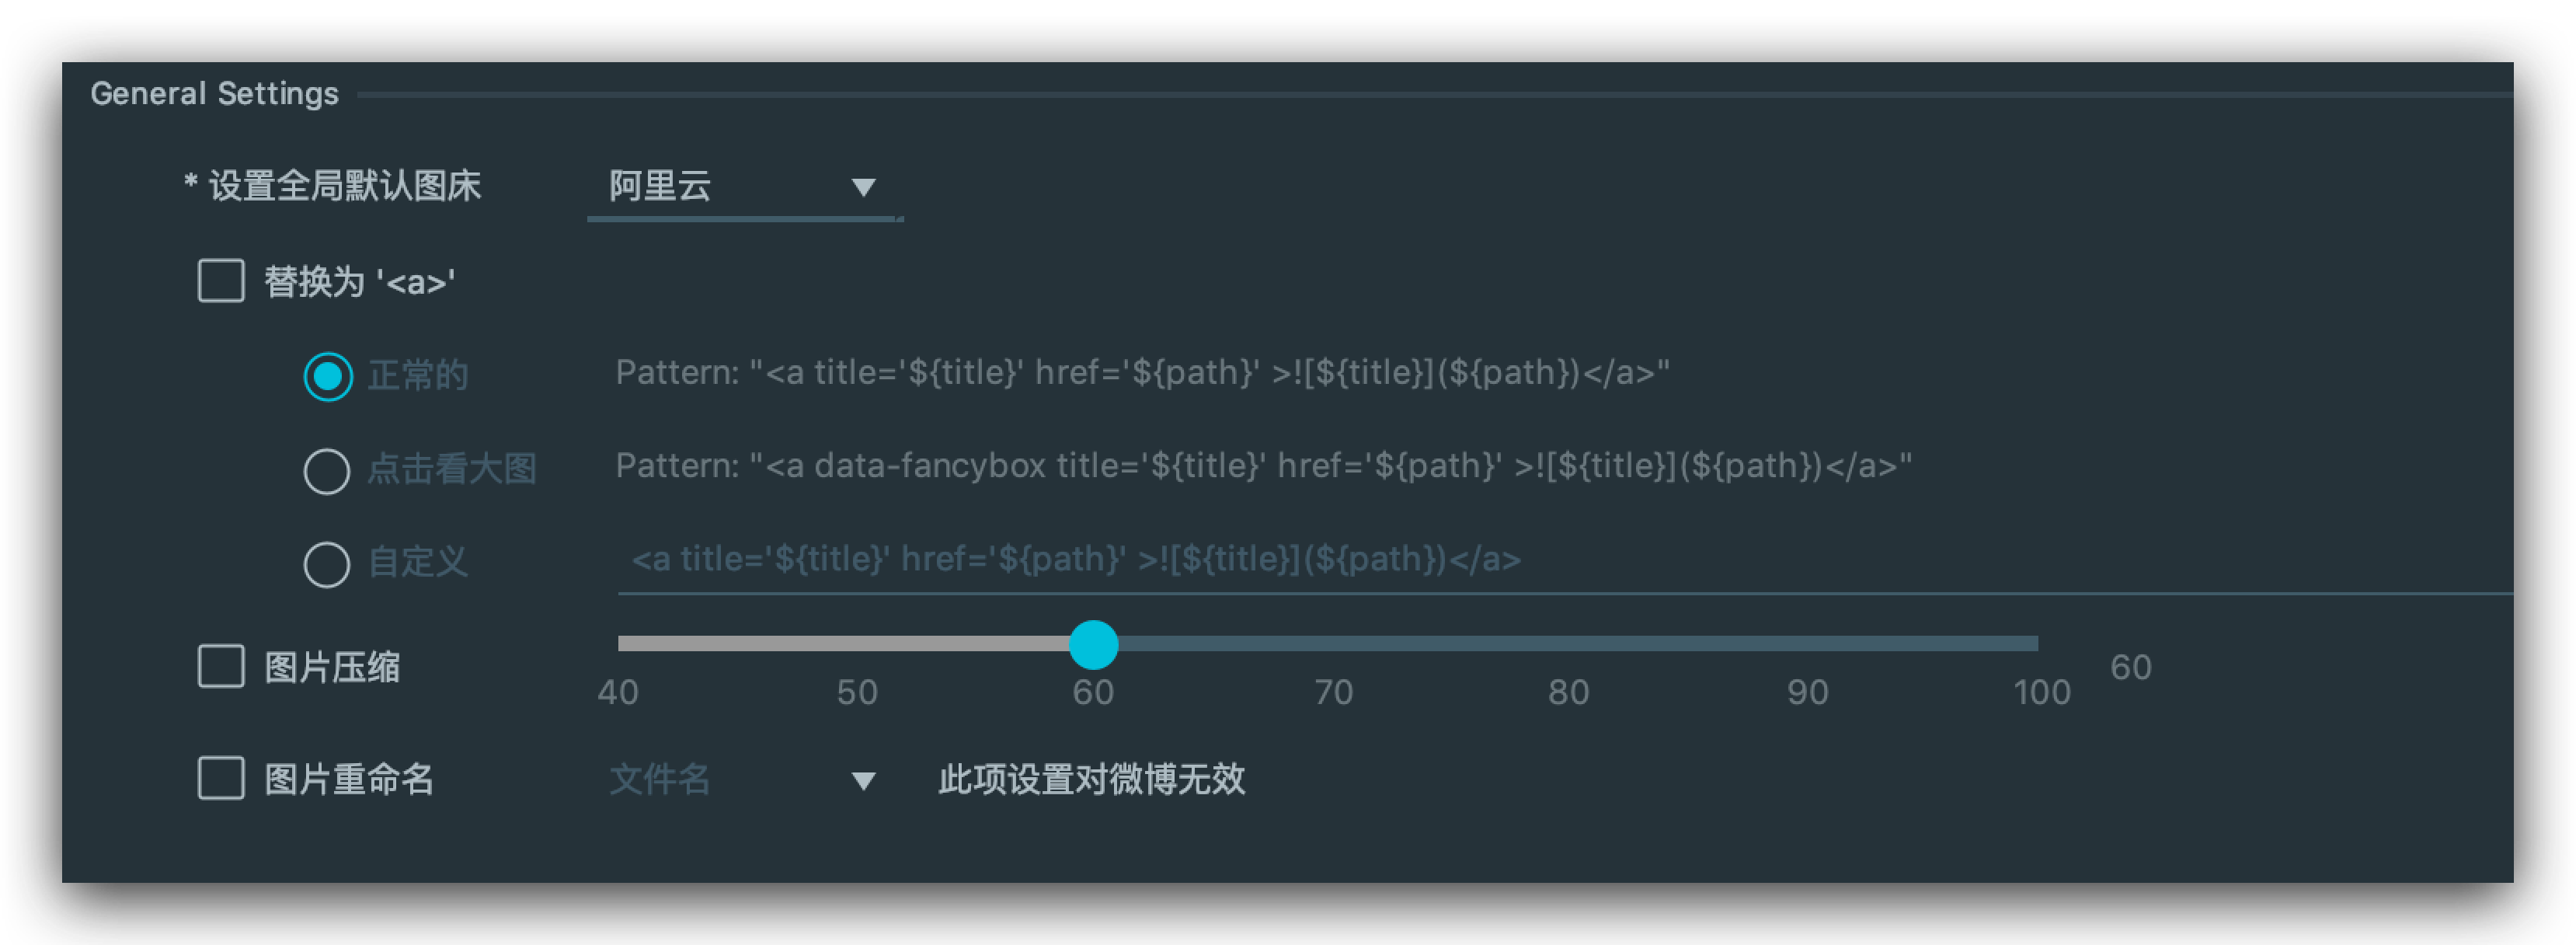 General Settings
* 设置全局默认图床 阿里云
替换为 '<a>'
正常的 Pattern: "<a title='${title}' href='${path}' >![${title}](${path})</a>"
点击看大图 Pattern: "<a data-fancybox title='${title}' href='${path}' >![${title}](${path})</a>"
自定义 <a title='${title}' href='${path}' >![${title}](${path})</a>
图片压缩 60
40 50 60 70 80 90 100
图片重命名 文件名 此项设置对微博无效